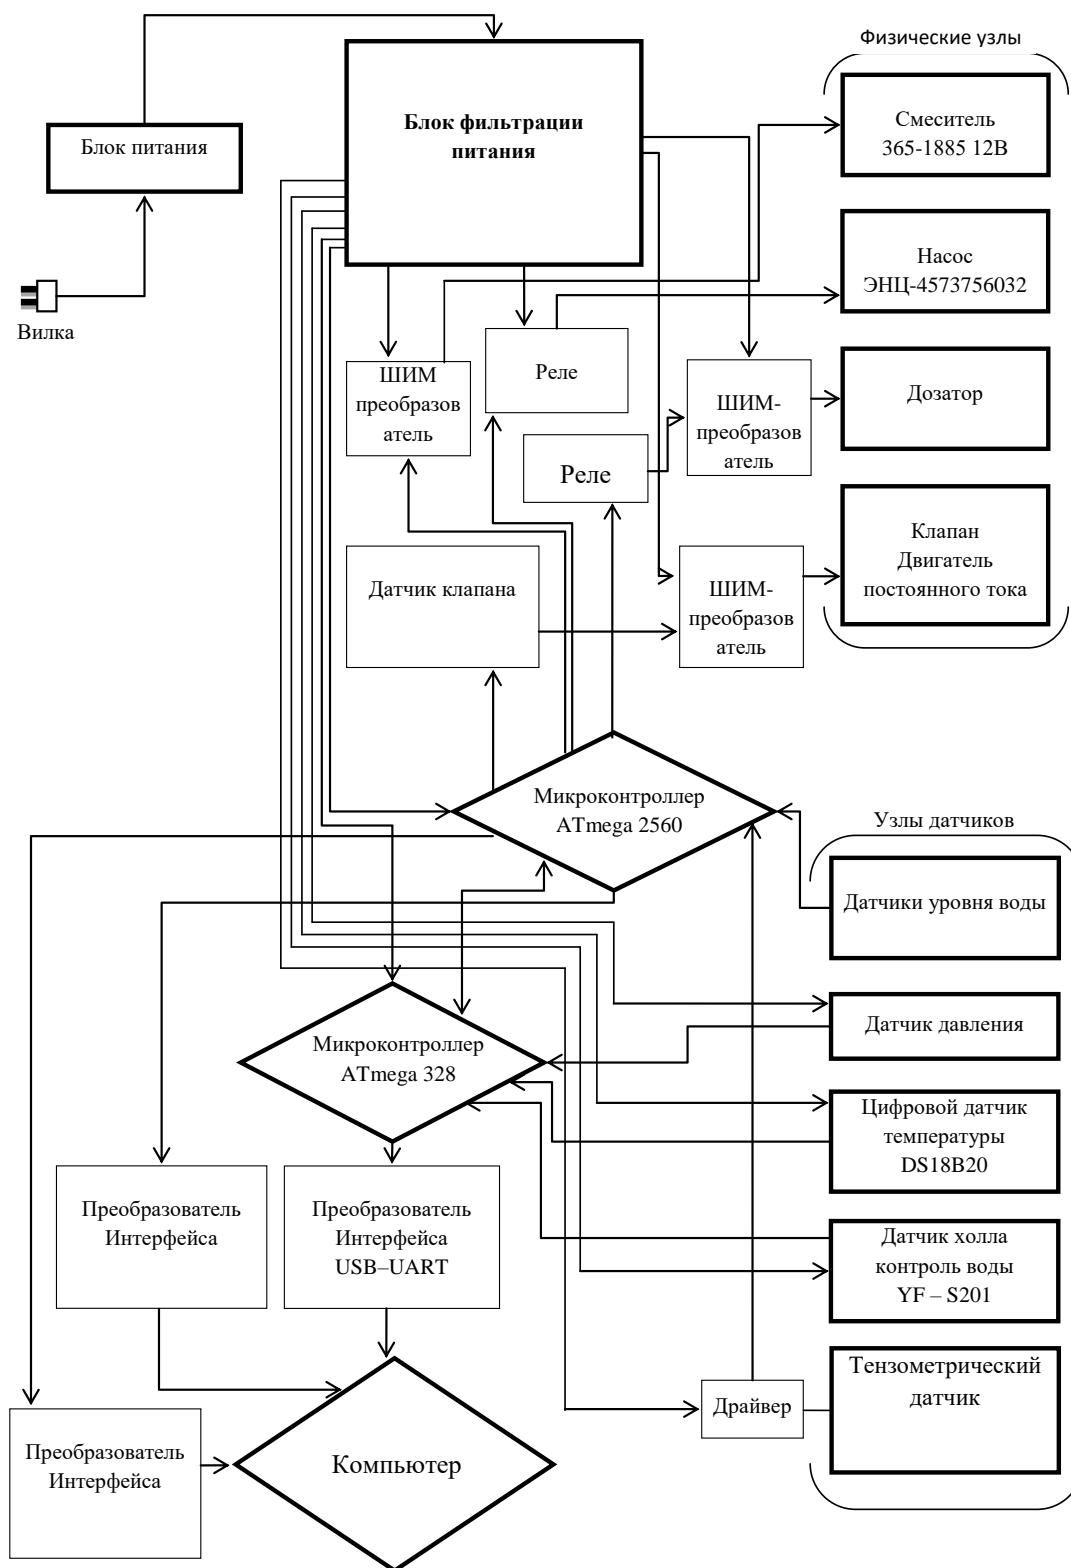 Физические узлы
Блок фильтрации
питания
Смеситель
365-1885 12В
Блок питания
Насос
ЭНЦ-4573756032
Вилка
ШИМ
преобразов
атель
Реле
ШИМ-
преобразов
атель
Дозатор
Реле
Клапан
Двигатель
постоянного тока
Датчик клапана
ШИМ-
преобразов
атель
Микроконтроллер
ATmega 2560
Узлы датчиков
Датчики уровня воды
Датчик давления
Микроконтроллер
ATmega 328
Цифровой датчик
температуры
DS18B20
Преобразователь
Интерфейса
Преобразователь
Интерфейса
USB–UART
Датчик холла
контроль воды
YF – S201
Тензометрический
датчик
Драйвер
Преобразователь
Интерфейса
Компьютер